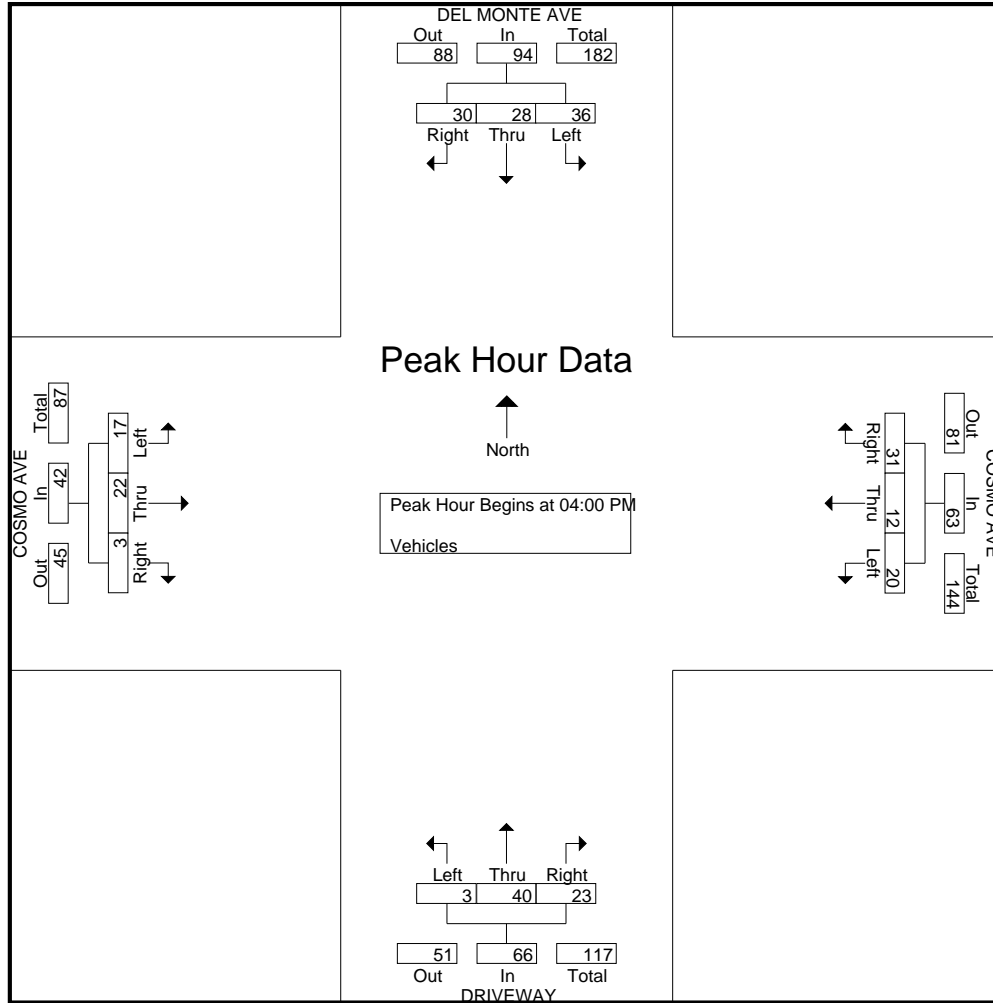 DEL MONTE AVE
Out In Total
88 94 182
30 28 36
Right Thru Left
Peak Hour Data
North
Peak Hour Begins at 04:00 PM
Vehicles
COSMO AVE
Out In Total
45 42 87
3 22 17
Right Thru Left
COSMO AVE
Out In Total
81 63 144
31 12 20
Right Thru Left
Left Thru Right
3 40 23
51 66 117
Out In Total
DRIVEWAY